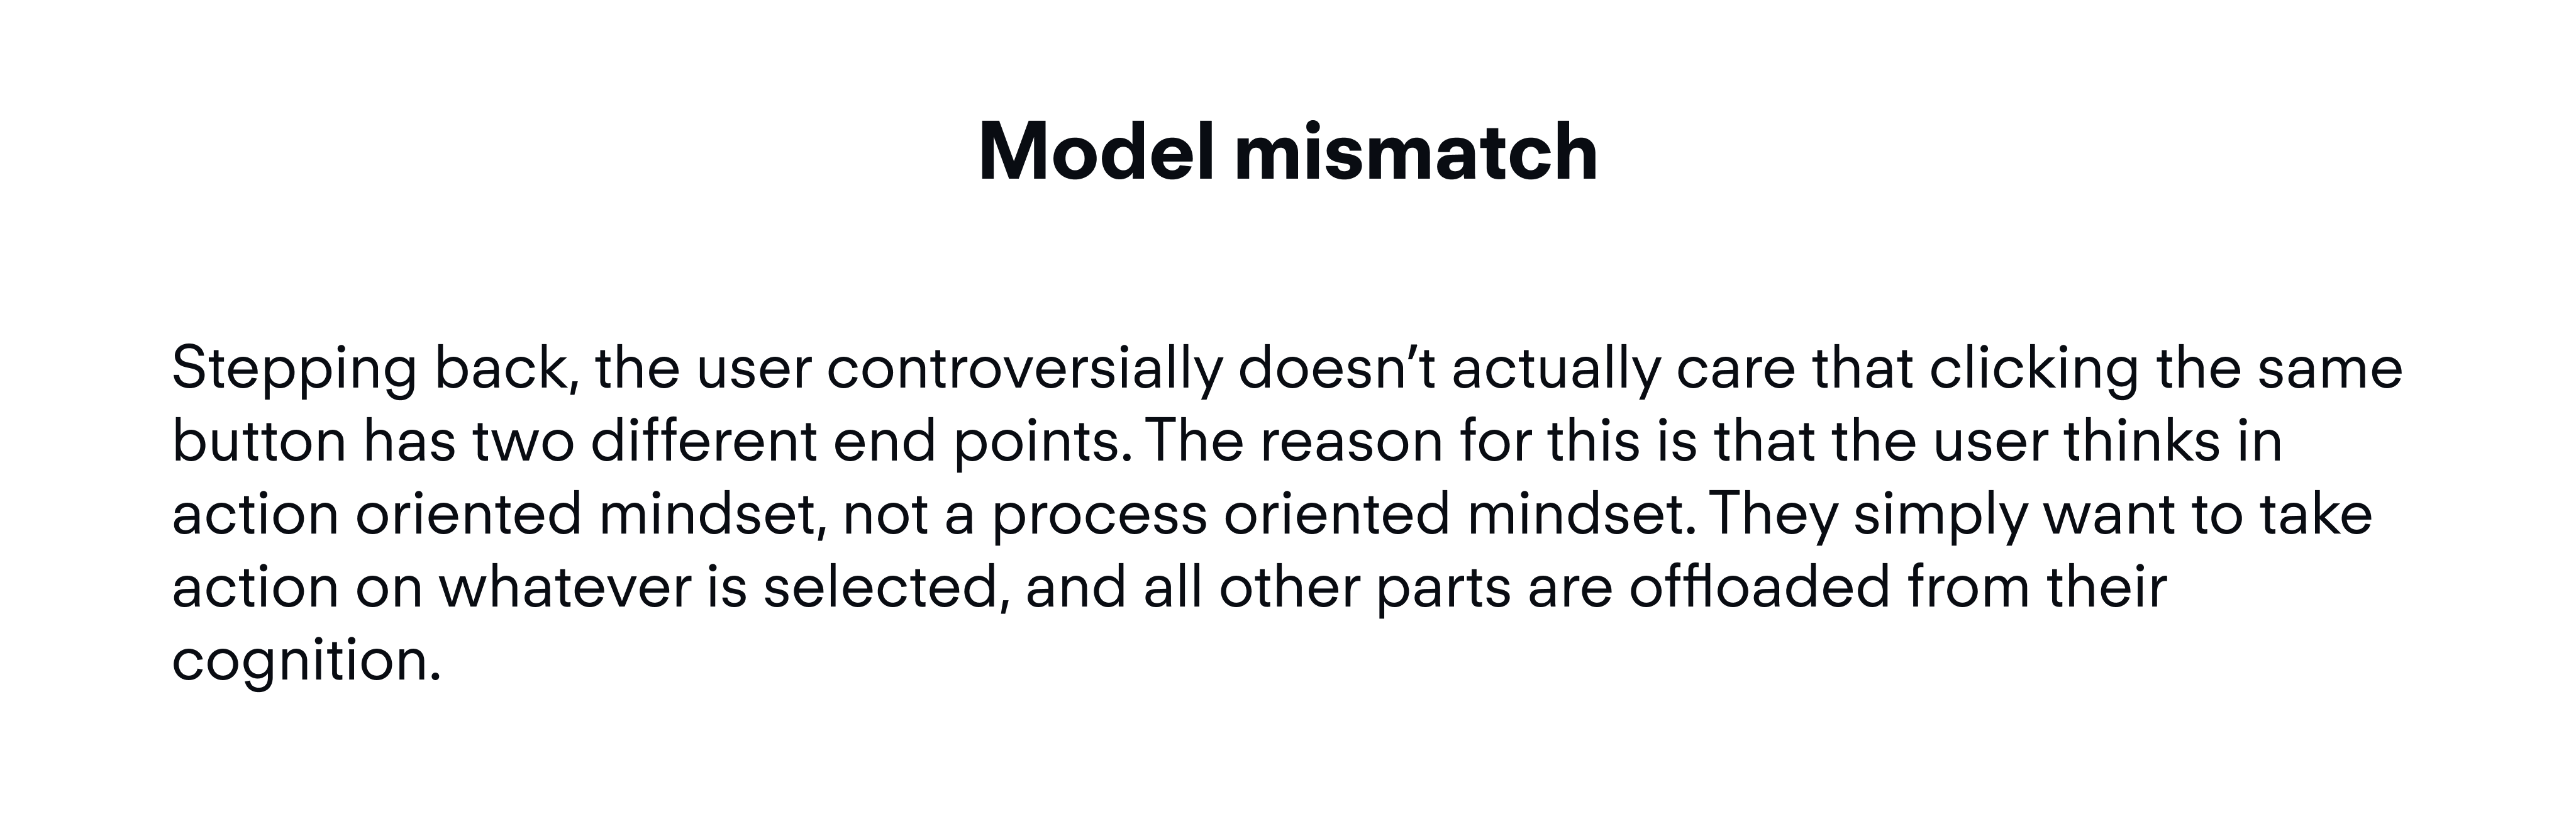 Model mismatch
Stepping back, the user controversially doesn’t actually care that clicking the same
button has two different end points. The reason for this is that the user thinks in
action oriented mindset, not a process oriented mindset. They simply want to take
action on whatever is selected, and all other parts are offloaded from their
cognition.